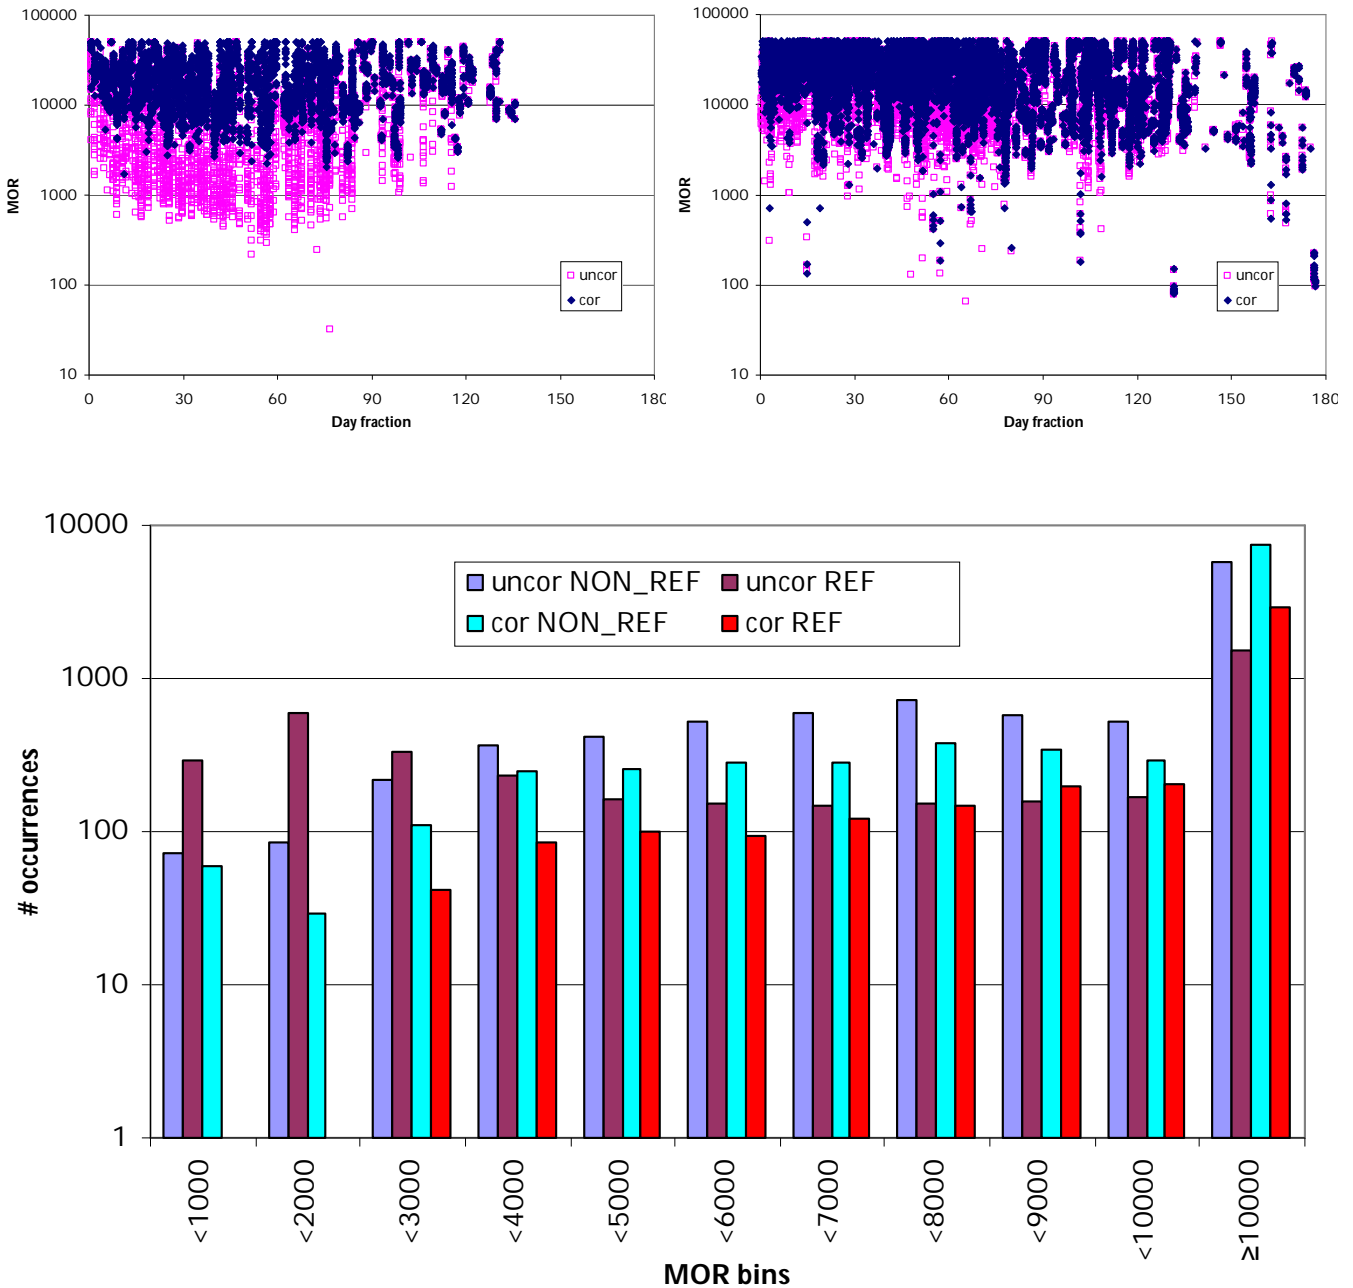 100000
10000
1000
100
10
MOR
0 30 60 90 120 150 180
Day fraction
uncor
cor
100000
10000
1000
100
10
MOR
0 30 60 90 120 150 180
Day fraction
uncor
cor
10000
1000
100
10
1
# occurrences
uncor NON_REF uncor REF
cor NON_REF cor REF
<1000 <2000 <3000 <4000 <5000 <6000 <7000 <8000 <9000 <10000 ≥10000
MOR bins